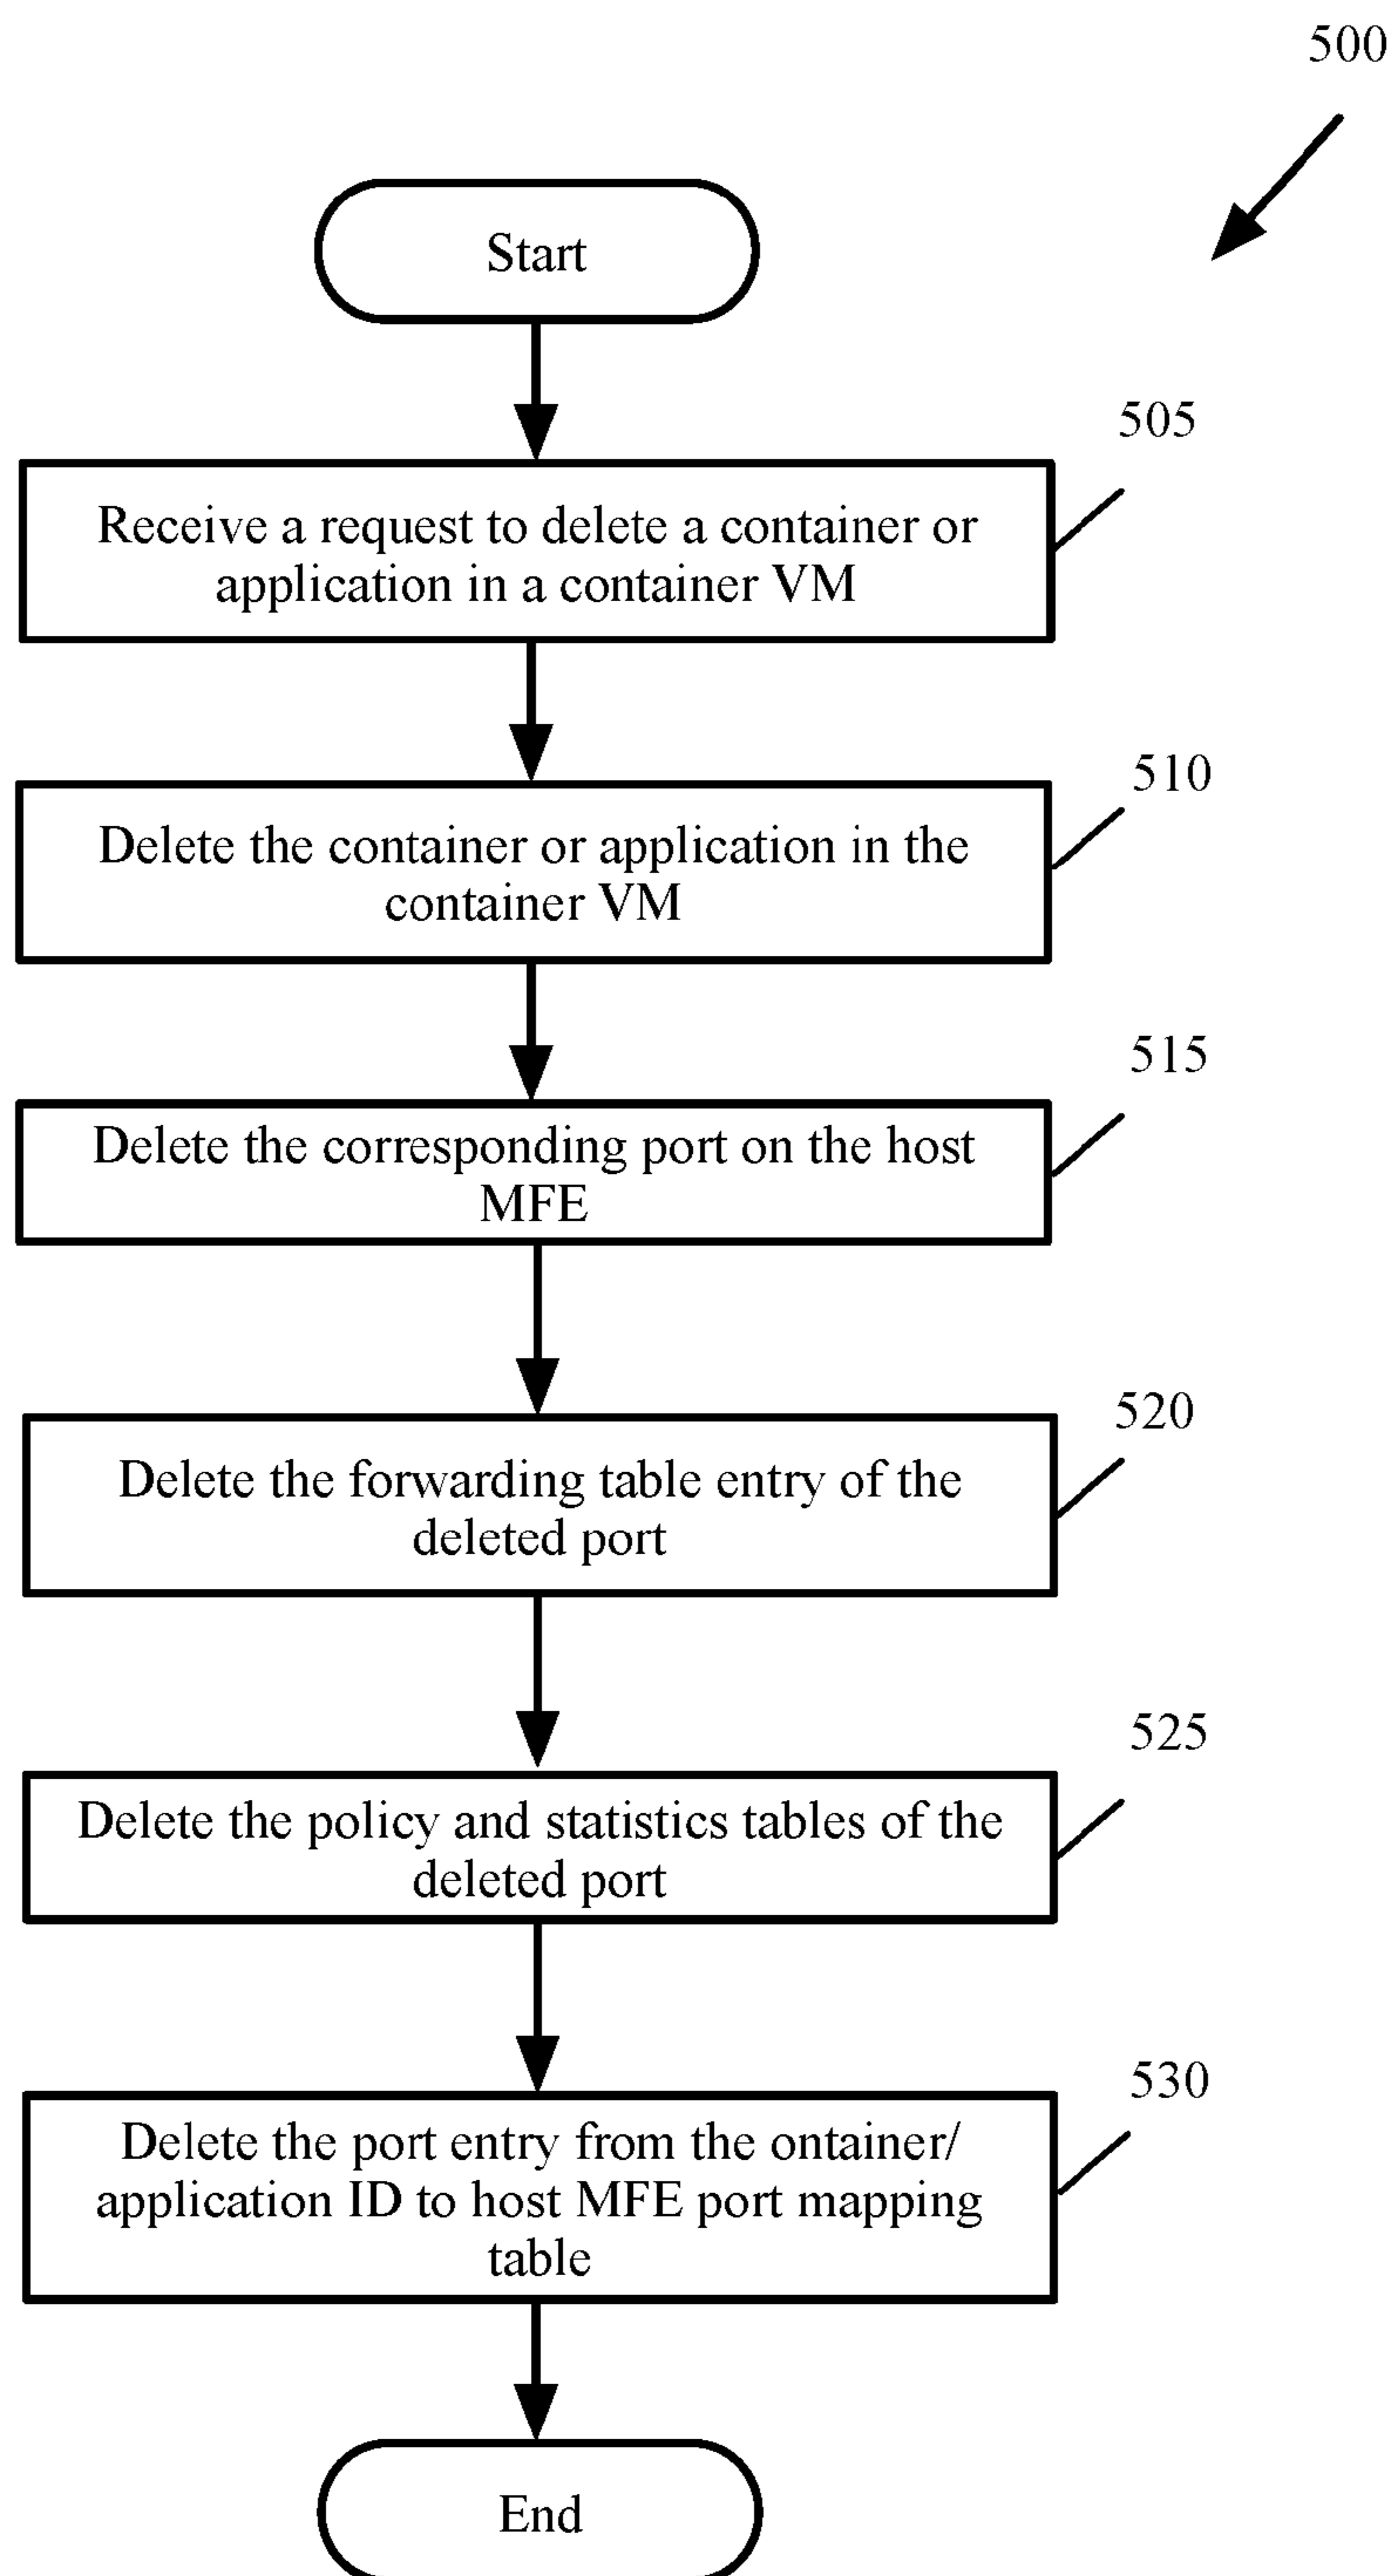 500
Start
505
Receive a request to delete a container or
application in a container VM
510
Delete the container or application in the
container VM
515
Delete the corresponding port on the host
MFE
520
Delete the forwarding table entry of the
deleted port
525
Delete the policy and statistics tables of the
deleted port
530
Delete the port entry from the ontainer/
application ID to host MFE port mapping
table
End